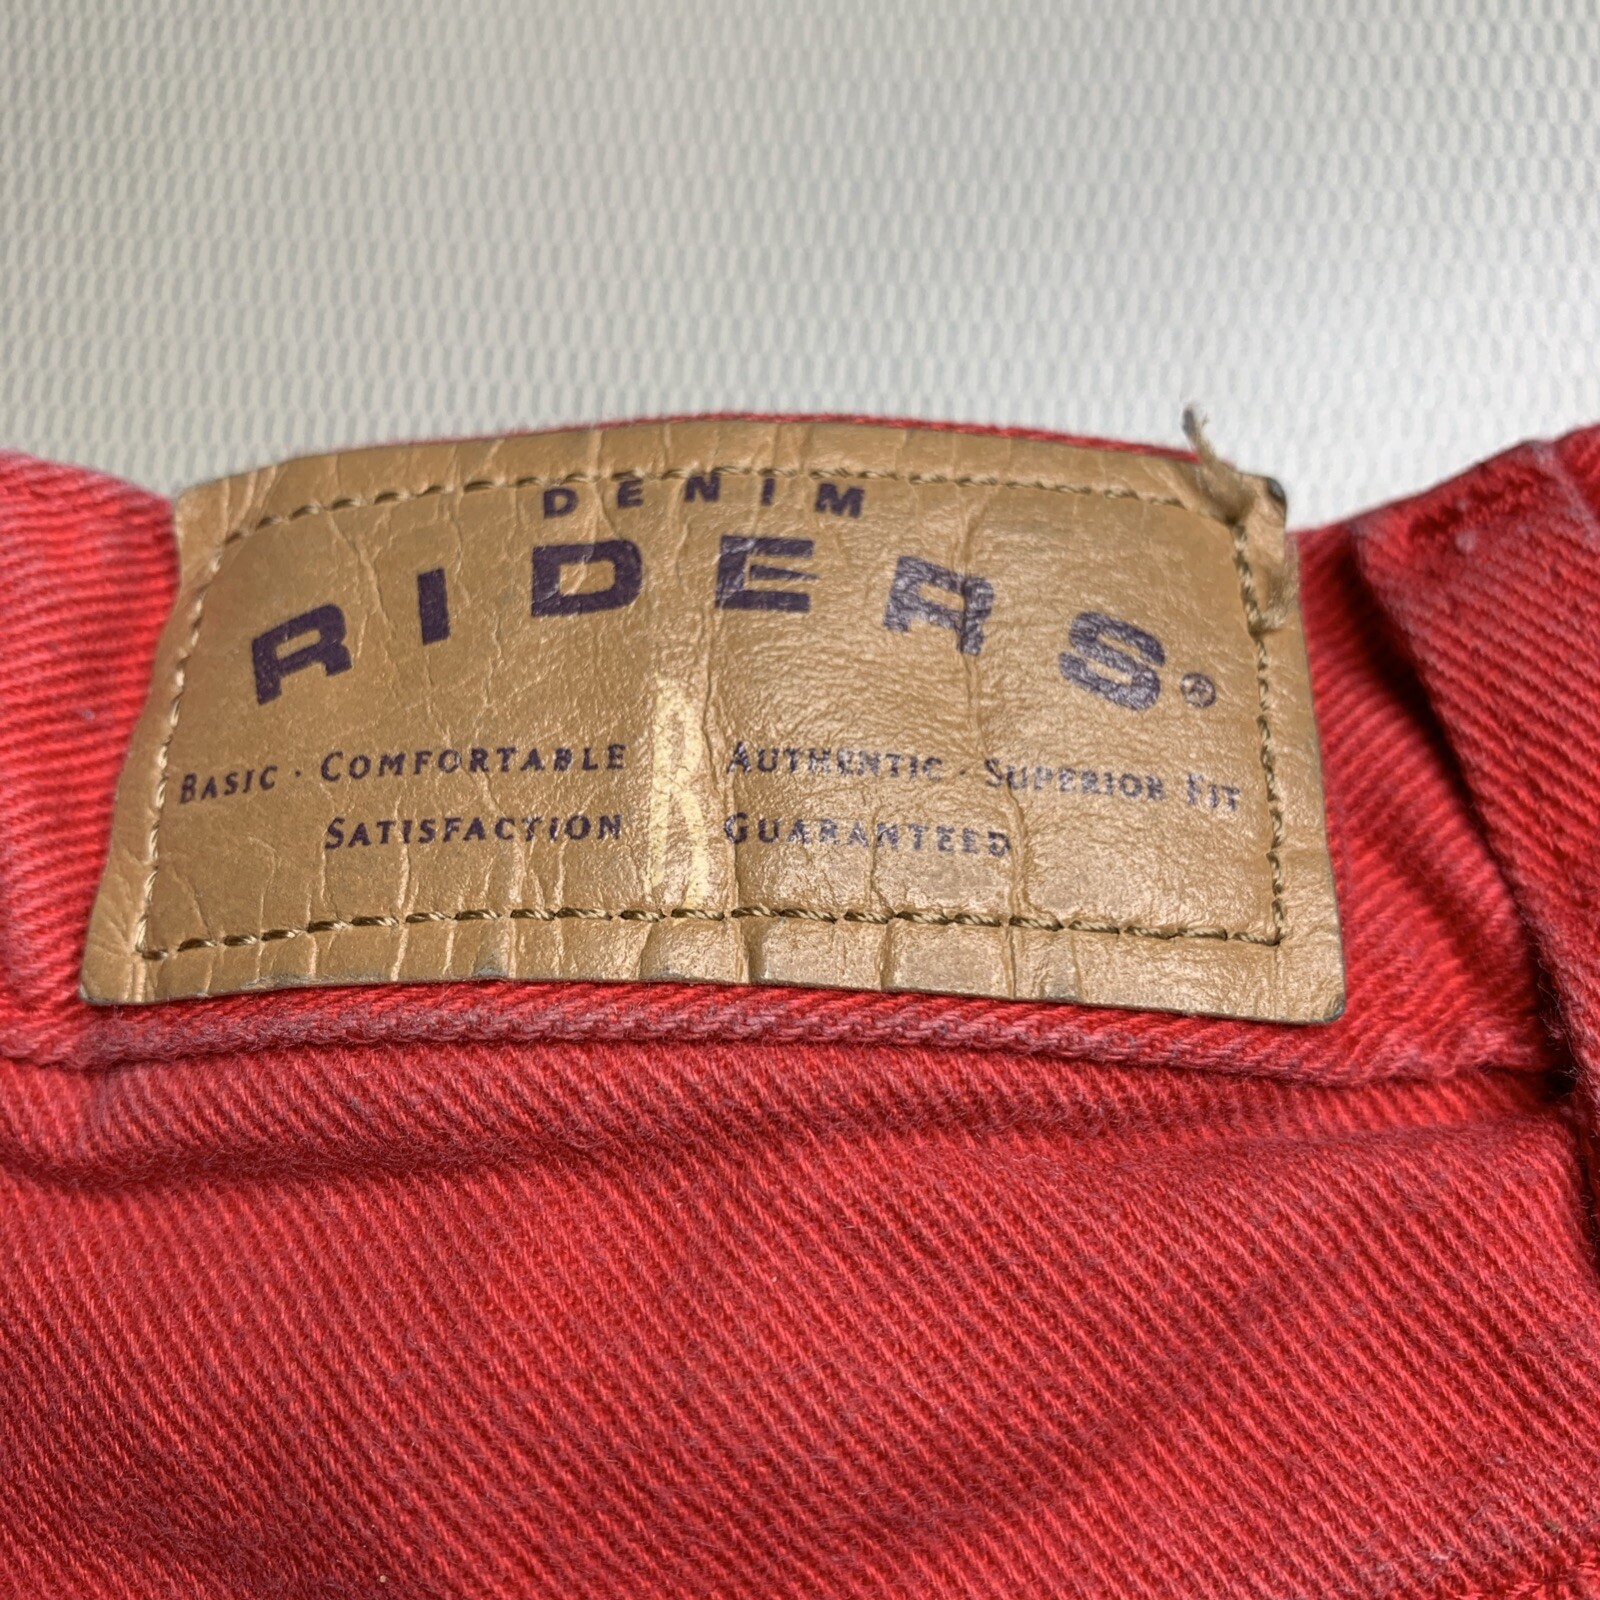 DENIM
RIDERS®
BASIC · COMFORTABLE R AUTHENTIC · SUPERIOR FIT
SATISFACTION R GUARANTEED